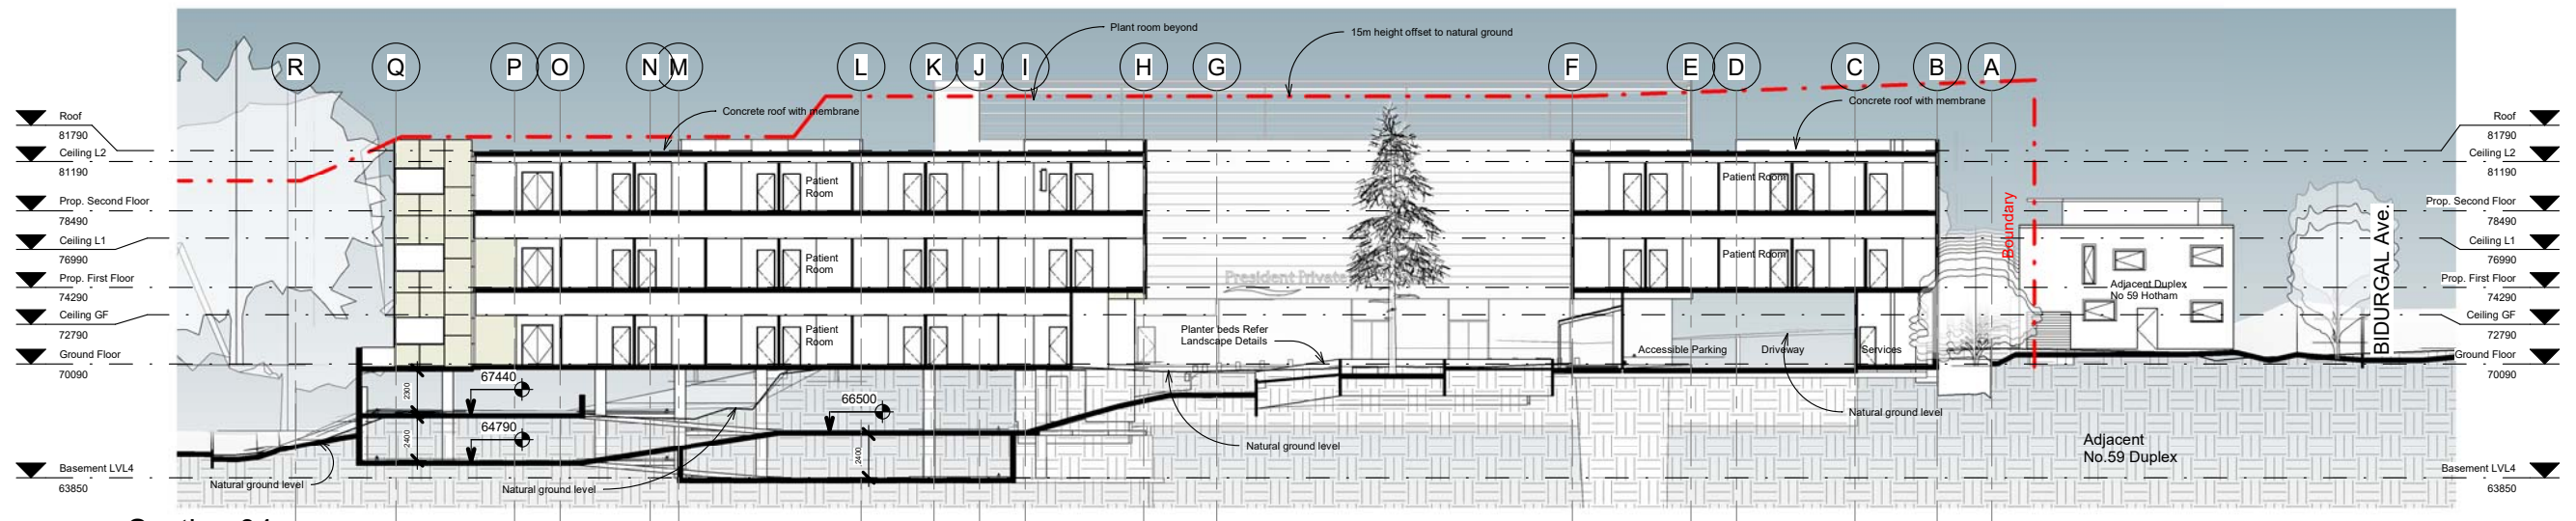 Plant room beyond
15m height offset to natural ground
R
Q
P
O
N
M
L
K
J
I
H
G
F
E
D
C
B
A
Concrete roof with membrane
Concrete roof with membrane
Roof
81790
Ceiling L2
81190
Prop. Second Floor
78490
Ceiling L1
76990
Prop. First Floor
74290
Ceiling GF
72790
Ground Floor
70090
Basement LVL4
63850
Patient
Room
Patient
Room
Patient
Room
Patient Room
Patient Room
President Private
Planter beds Refer
Landscape Details
Accessible Parking
Driveway
Services
Boundary
Adjacent Duplex
No 59 Hotham
BIDURGAL Ave.
67440
64790
66500
2400
2400
Natural ground level
Natural ground level
Natural ground level
Natural ground level
Adjacent
No.59 Duplex
Roof
81790
Ceiling L2
81190
Prop. Second Floor
78490
Ceiling L1
76990
Prop. First Floor
74290
Ceiling GF
72790
Ground Floor
70090
Basement LVL4
63850